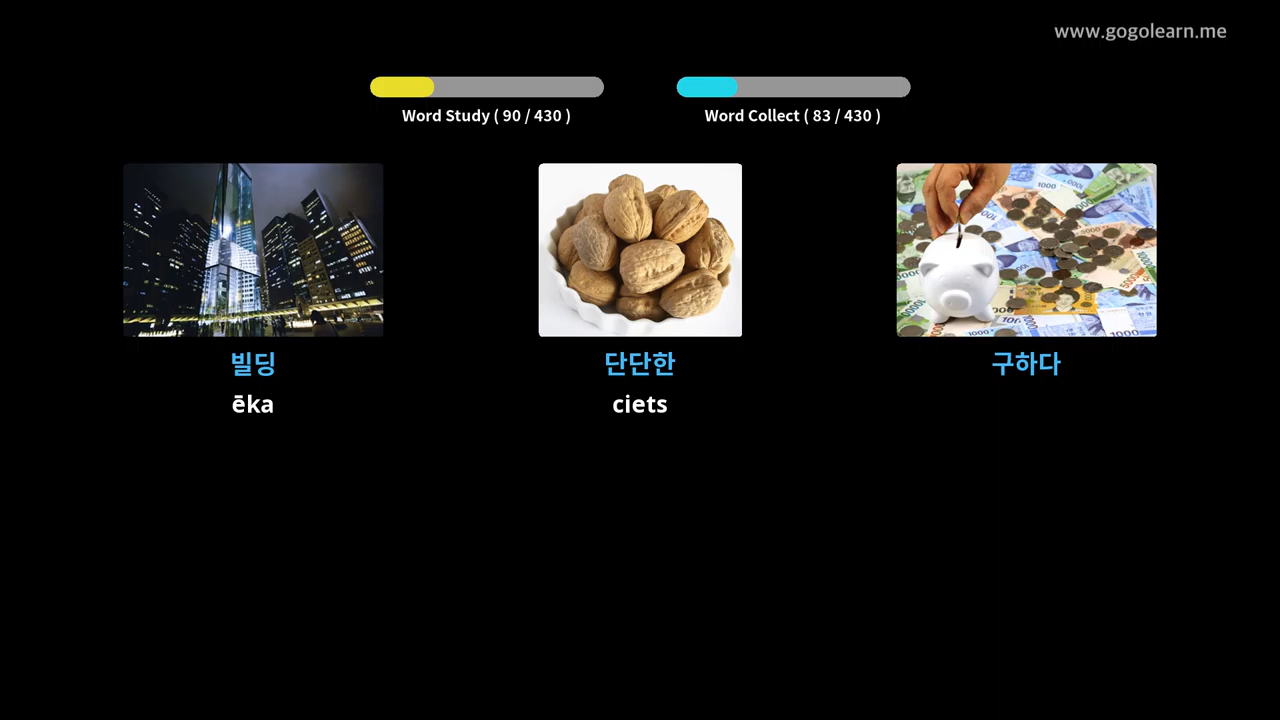 www.gogolearn.me
Word Study ( 90 / 430 )
Word Collect ( 83 / 430 )
빌딩
단단한
구하다
ēka
ciets